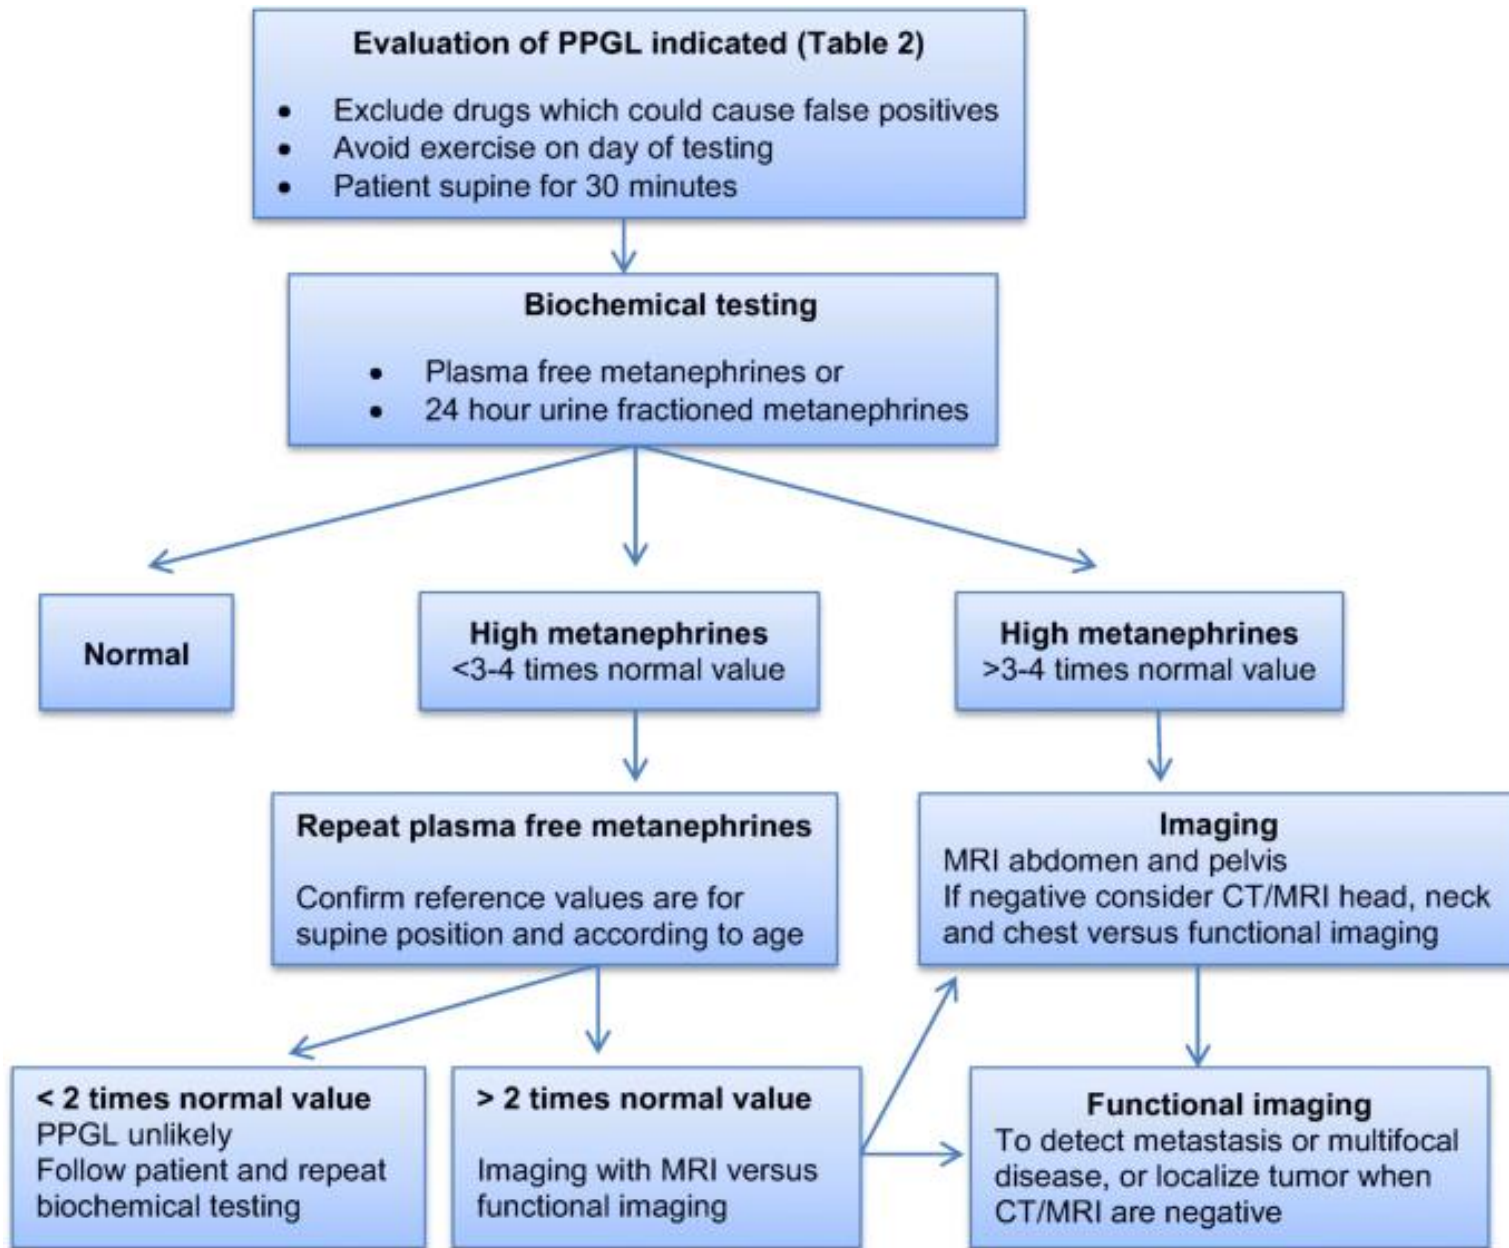 Evaluation of PPGL indicated (Table 2)
• Exclude drugs which could cause false positives
• Avoid exercise on day of testing
• Patient supine for 30 minutes
Biochemical testing
• Plasma free metanephrines or
• 24 hour urine fractioned metanephrines
Normal
High metanephrines
<3-4 times normal value
High metanephrines
>3-4 times normal value
Repeat plasma free metanephrines
Confirm reference values are for
supine position and according to age
Imaging
MRI abdomen and pelvis
If negative consider CT/MRI head, neck
and chest versus functional imaging
< 2 times normal value
PPGL unlikely
Follow patient and repeat
biochemical testing
> 2 times normal value
Imaging with MRI versus
functional imaging
Functional imaging
To detect metastasis or multifocal
disease, or localize tumor when
CT/MRI are negative